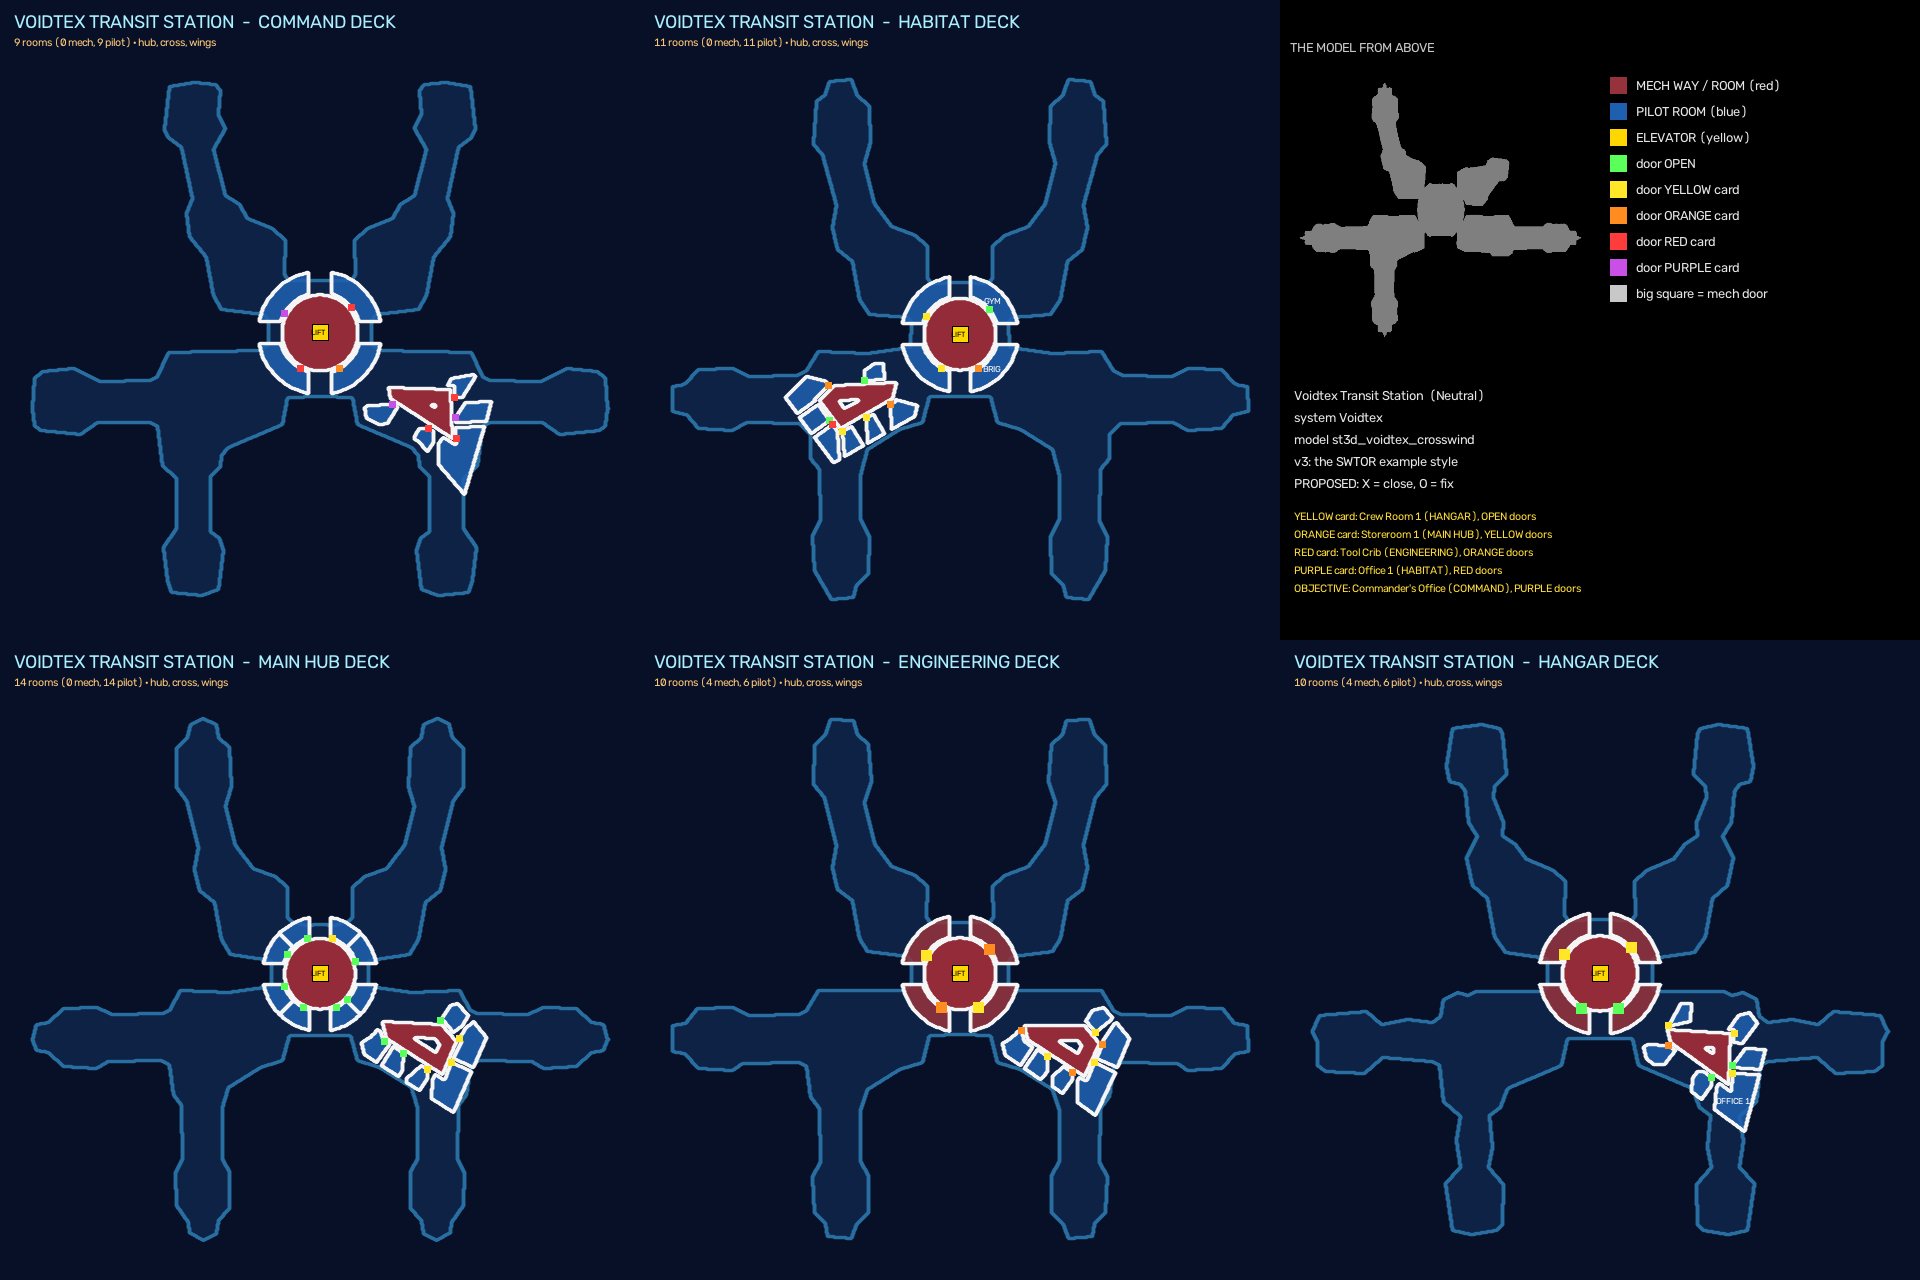 VOIDTEX TRANSIT STATION - COMMAND DECK
9 rooms (0 mech, 9 pilot) • hub, cross, wings
LIFT
VOIDTEX TRANSIT STATION - HABITAT DECK
11 rooms (0 mech, 11 pilot) • hub, cross, wings
GYM
LIFT
BRIG
THE MODEL FROM ABOVE
MECH WAY / ROOM (red)
PILOT ROOM (blue)
ELEVATOR (yellow)
door OPEN
door YELLOW card
door ORANGE card
door RED card
door PURPLE card
big square = mech door
Voidtex Transit Station (Neutral)
system Voidtex
model st3d_voidtex_crosswind
v3: the SWTOR example style
PROPOSED: X = close, O = fix
YELLOW card: Crew Room 1 (HANGAR), OPEN doors
ORANGE card: Storeroom 1 (MAIN HUB), YELLOW doors
RED card: Tool Crib (ENGINEERING), ORANGE doors
PURPLE card: Office 1 (HABITAT), RED doors
OBJECTIVE: Commander's Office (COMMAND), PURPLE doors
VOIDTEX TRANSIT STATION - MAIN HUB DECK
14 rooms (0 mech, 14 pilot) • hub, cross, wings
LIFT
VOIDTEX TRANSIT STATION - ENGINEERING DECK
10 rooms (4 mech, 6 pilot) • hub, cross, wings
LIFT
VOIDTEX TRANSIT STATION - HANGAR DECK
10 rooms (4 mech, 6 pilot) • hub, cross, wings
LIFT
OFFICE 1